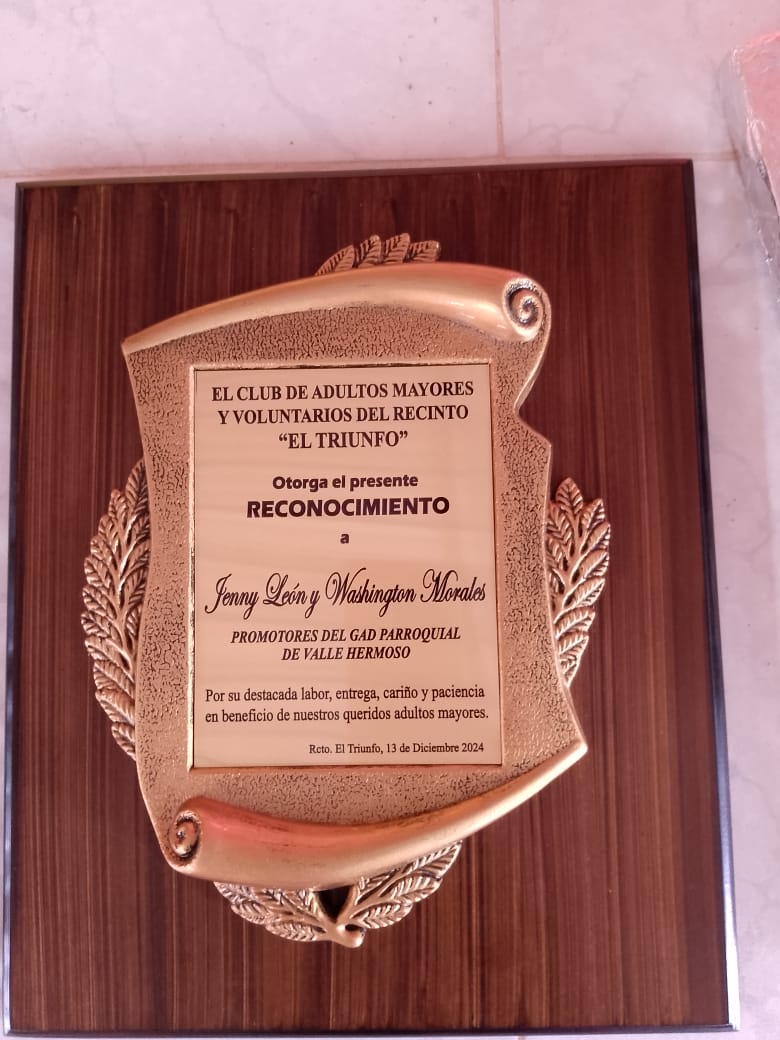 EL CLUB DE ADULTOS MAYORES
Y VOLUNTARIOS DEL RECINTO
“EL TRIUNFO”
Otorga el presente
RECONOCIMIENTO
a
Jenny León y Washington Morales
PROMOTORES DEL GAD PARROQUIAL
DE VALLE HERMOSO
Por su destacada labor, entrega, cariño y paciencia
en beneficio de nuestros queridos adultos mayores.
Rcto. El Triunfo, 13 de Diciembre 2024